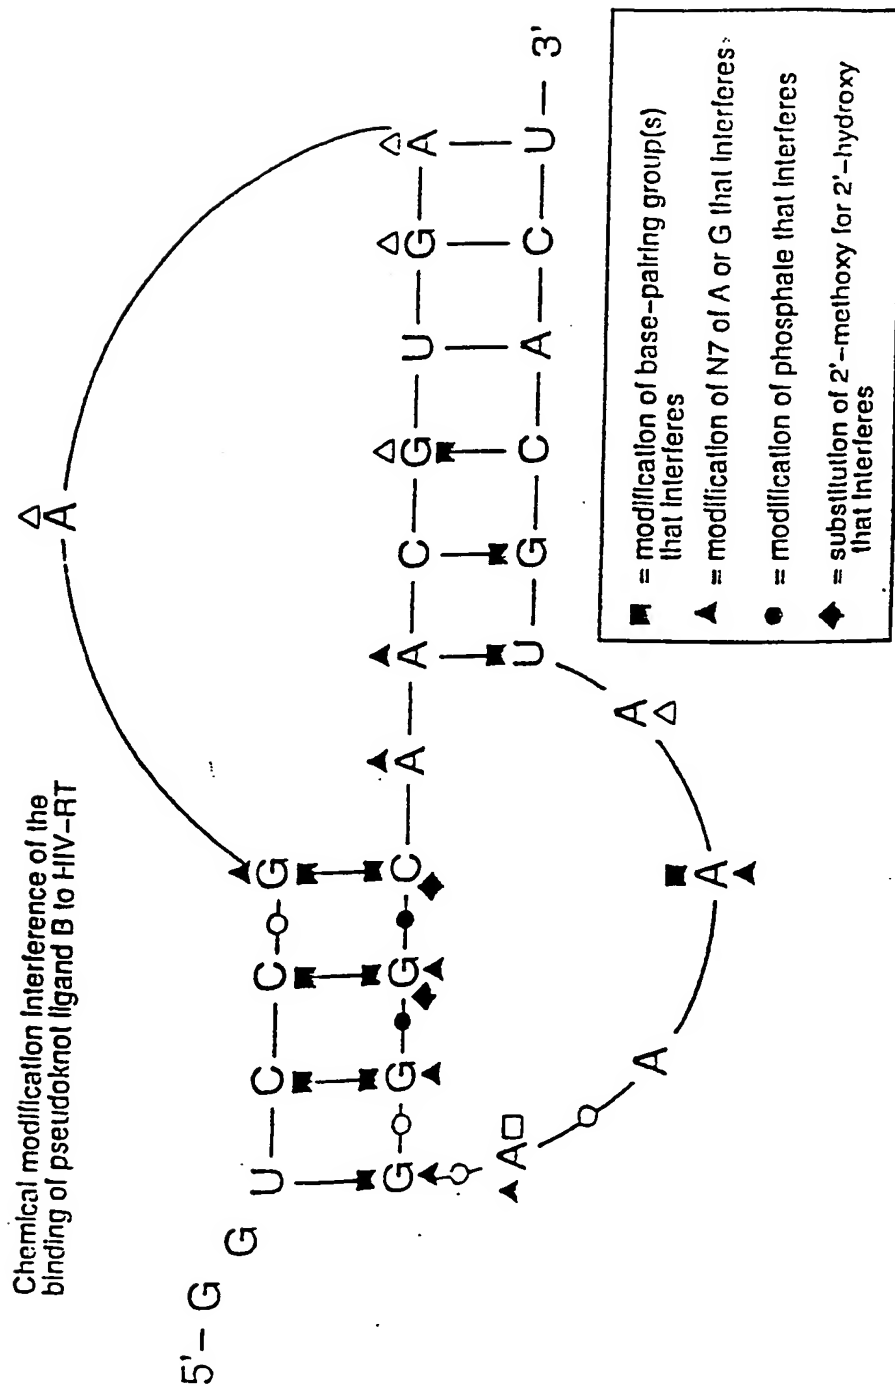 Chemical modification Interference of the
binding of pseudoknot ligand B to HIV-RT
A
5'-G G U-C-C-G
G-G-G-C-A-A-C-G-U-G-A
U-G-C-A-C-U-3'
A A A A
= modification of base-pairing group(s)
that interferes
= modification of N7 of A or G that Interferes
= modification of phosphate that Interferes
= substitution of 2'-methoxy for 2'-hydroxy
that Interferes